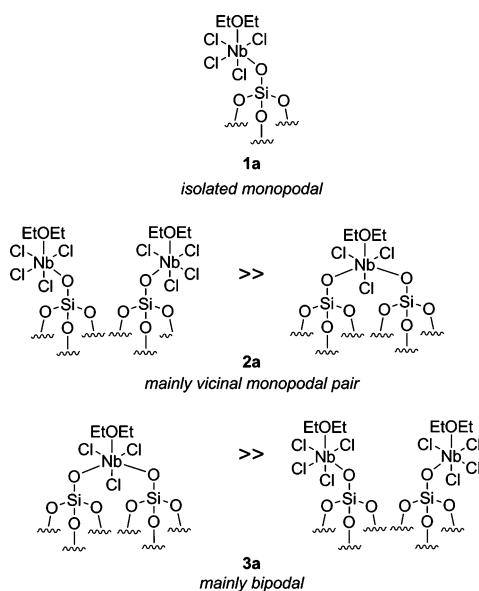 EtOEt
Cl Cl
Nb
Cl O
Cl
Si
O O
O
1a
isolated monopodal
EtOEt EtOEt EtOEt
Cl Cl Cl Cl Cl Cl
Nb Nb >> Nb
Cl O O Cl O O
Cl Cl Cl
Si Si Si Si
O O O O O O O O
O O O O
2a
mainly vicinal monopodal pair
EtOEt EtOEt EtOEt
Cl Cl Cl Cl Cl Cl
Nb >> Nb Nb
O O Cl O O Cl
Cl Cl Cl
Si Si Si Si
O O O O O O O O
O O O O
3a
mainly bipodal